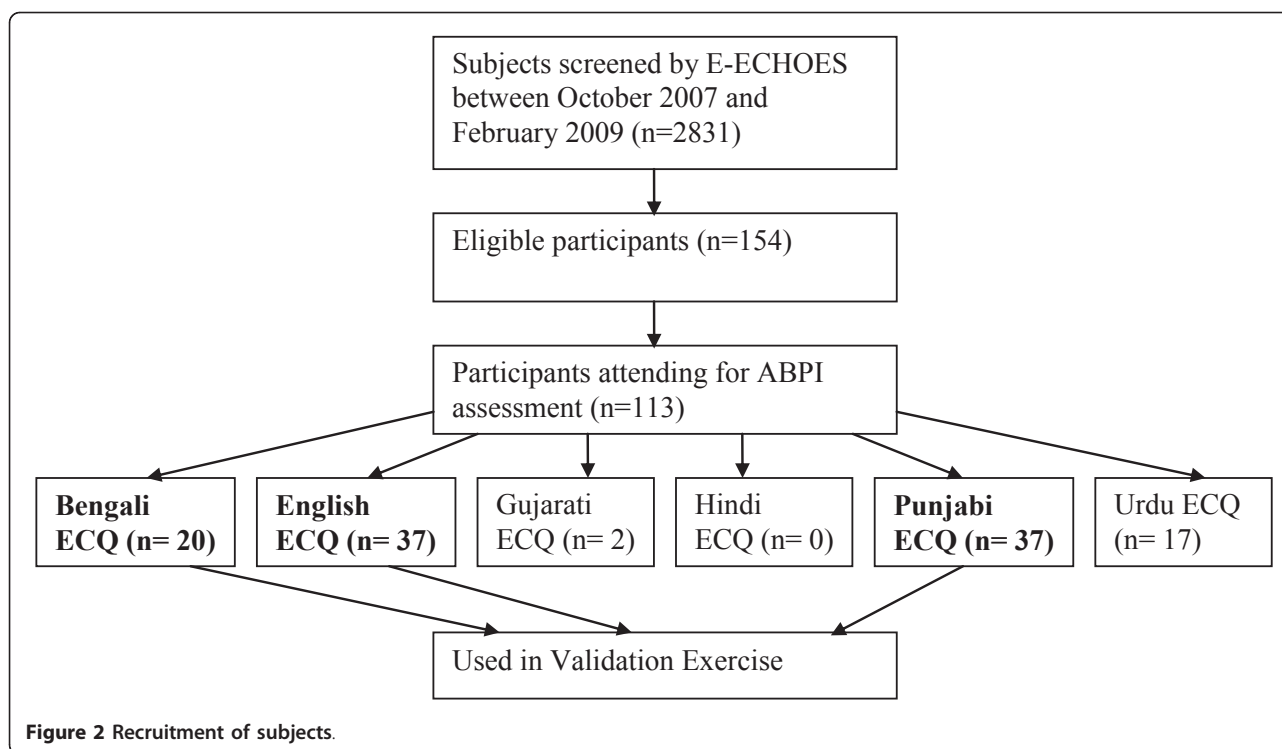 Subjects screened by E-ECHOES
between October 2007 and
February 2009 (n=2831)
Eligible participants (n=154)
Participants attending for ABPI
assessment (n=113)
Bengali
ECQ (n= 20)
English
ECQ (n= 37)
Gujarati
ECQ (n= 2)
Hindi
ECQ (n= 0)
Punjabi
ECQ (n= 37)
Urdu ECQ
(n= 17)
Used in Validation Exercise
Figure 2 Recruitment of subjects.